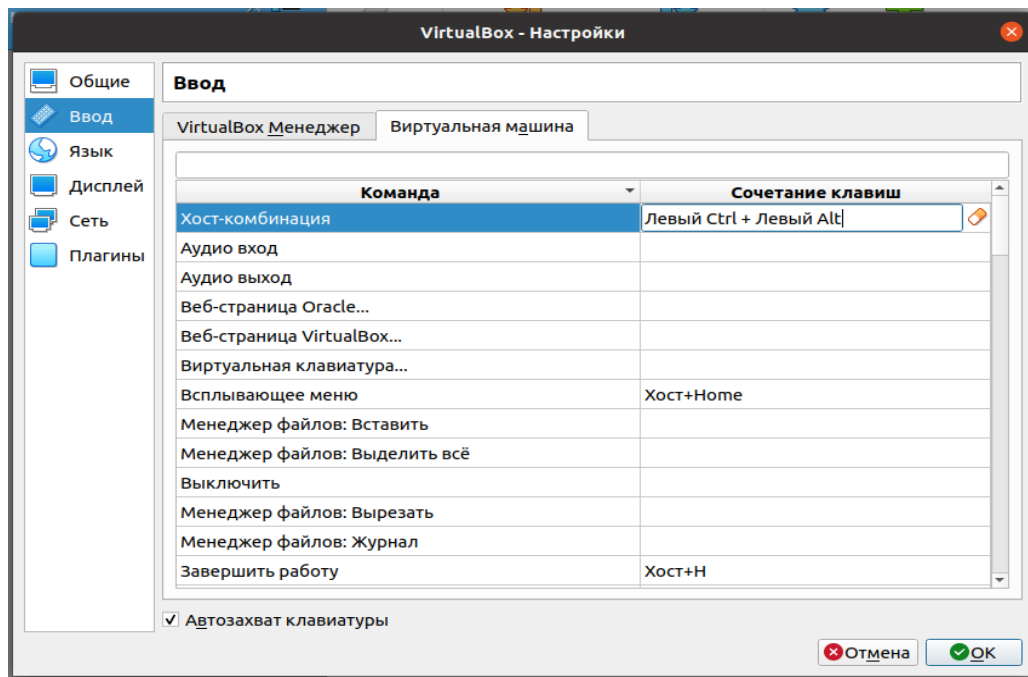 VirtualBox - Настройки
Общие
Ввод
Язык
Дисплей
Сеть
Плагины
Ввод
VirtualBox Менеджер Виртуальная машина
Команда Сочетание клавиш
Хост-комбинация Левый Ctrl + Левый Alt
Аудио вход
Аудио выход
Веб-страница Oracle...
Веб-страница VirtualBox...
Виртуальная клавиатура...
Всплывающее меню Хост+Home
Менеджер файлов: Вставить
Менеджер файлов: Выделить всё
Выключить
Менеджер файлов: Вырезать
Менеджер файлов: Журнал
Завершить работу Хост+H
Автозахват клавиатуры
Отмена OK